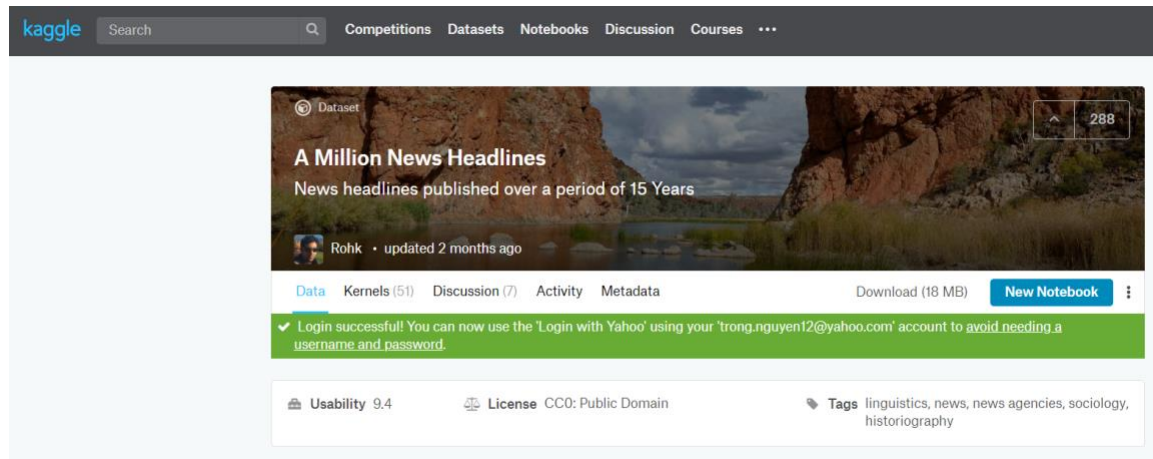 kaggle Search Competitions Datasets Notebooks Discussion Courses •••
Dataset
288
A Million News Headlines
News headlines published over a period of 15 Years
Rohk • updated 2 months ago
Data Kernels (51) Discussion (7) Activity Metadata Download (18 MB) New Notebook
✔ Login successful! You can now use the 'Login with Yahoo' using your 'trong.nguyen12@yahoo.com' account to avoid needing a
username and password.
Usability 9.4 License CC0: Public Domain Tags linguistics, news, news agencies, sociology,
historiography